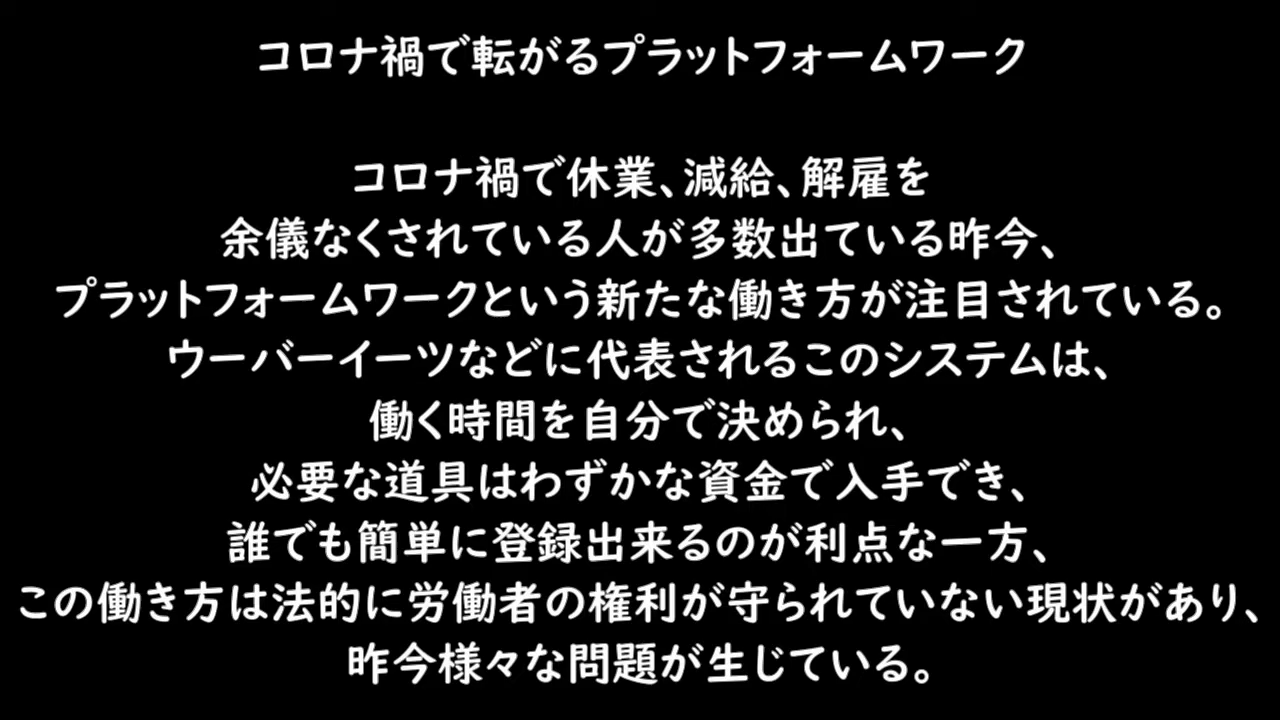 コロナ禍で転がるプラットフォームワーク
コロナ禍で休業、減給、解雇を
余儀なくされている人が多数出ている昨今、
プラットフォームワークという新たな働き方が注目されている。
ウーバーイーツなどに代表されるこのシステムは、
働く時間を自分で決められ、
必要な道具はわずかな資金で入手でき、
誰でも簡単に登録出来るのが利点な一方、
この働き方は法的に労働者の権利が守られていない現状があり、
昨今様々な問題が生じている。